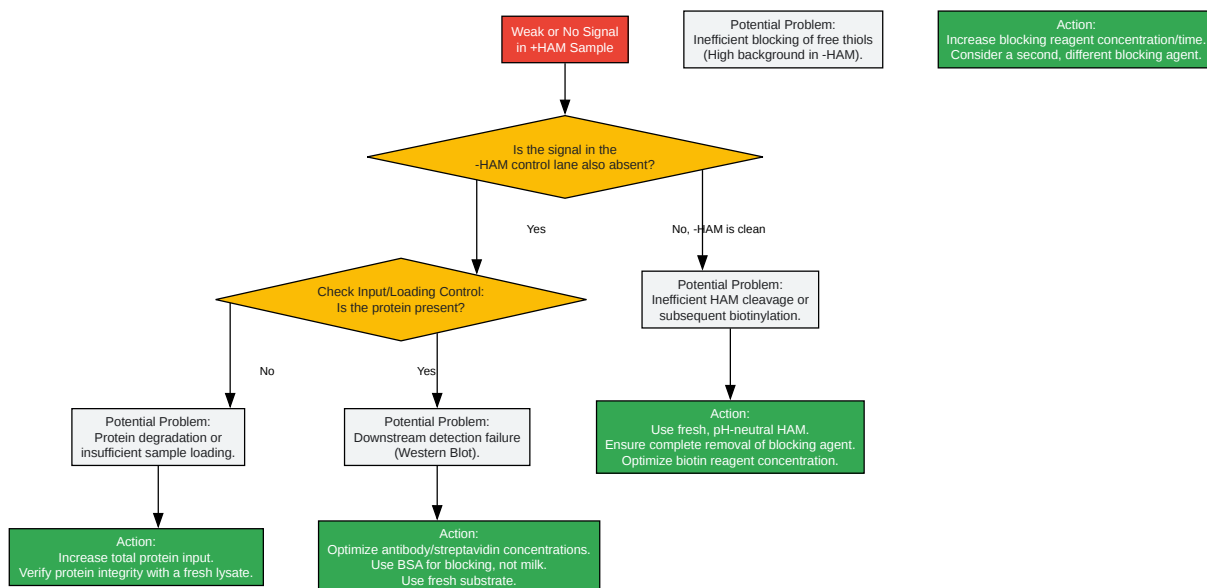 Weak or No Signal
in +HAM Sample
Potential Problem:
Inefficient blocking of free thiols
(High background in -HAM).
Action:
Increase blocking reagent concentration/time.
Consider a second, different blocking agent.
Is the signal in the
-HAM control lane also absent?
Yes
No, -HAM is clean
Check Input/Loading Control:
Is the protein present?
Potential Problem:
Inefficient HAM cleavage or
subsequent biotinylation.
No
Yes
Potential Problem:
Protein degradation or
insufficient sample loading.
Potential Problem:
Downstream detection failure
(Western Blot).
Action:
Use fresh, pH-neutral HAM.
Ensure complete removal of blocking agent.
Optimize biotin reagent concentration.
Action:
Increase total protein input.
Verify protein integrity with a fresh lysate.
Action:
Optimize antibody/streptavidin concentrations.
Use BSA for blocking, not milk.
Use fresh substrate.